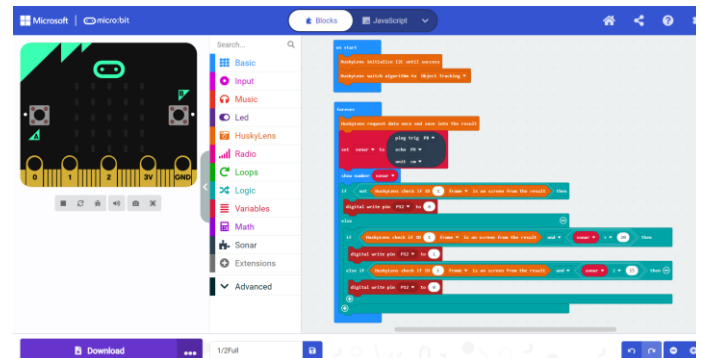 Microsoft | micro:bit
Blocks
JavaScript
Search...
Basic
Input
Music
Led
HuskyLens
Radio
Loops
Logic
Variables
Math
Sonar
Extensions
Advanced
A
B
0 1 2 3V GND
on start
HuskyLens initialize I2C until success
HuskyLens switch algorithm to Object Tracking
forever
HuskyLens request data once and save into the result
set sonar to
ping trig P0
echo
unit cm
show number sonar
if not HuskyLens check if ID 1 frame is on screen from the result then
digital write pin to 0
else
if HuskyLens check if ID 1 frame is on screen from the result and sonar then
digital write pin to 1
else if HuskyLens check if ID 1 frame is on screen from the result and sonar then
digital write pin to 0
Download
1/2Full